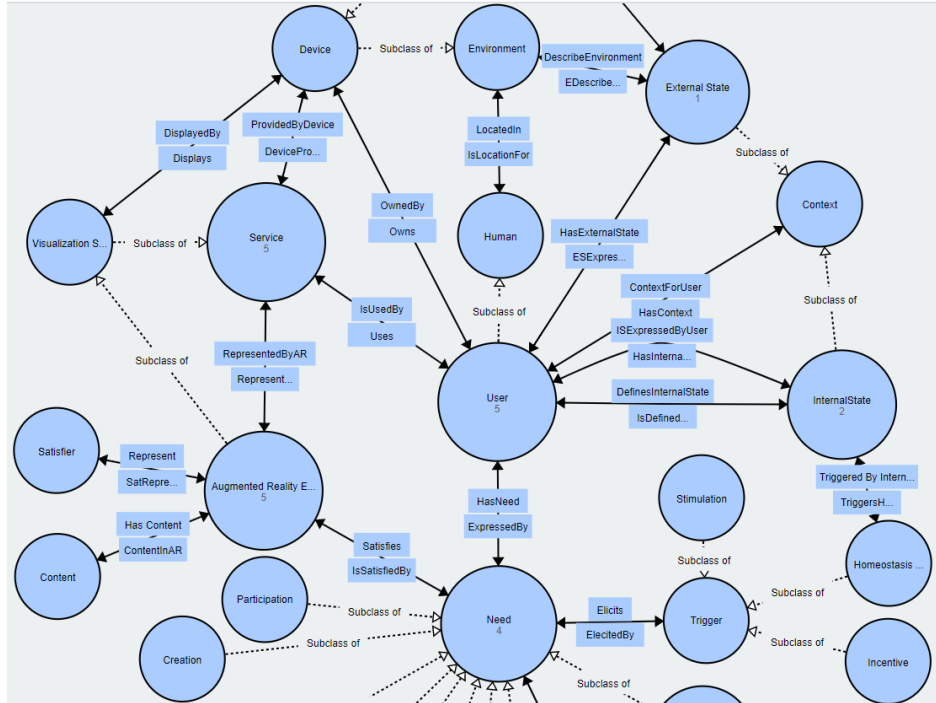 Device
Subclass of
Environment
DescribeEnvironment
EDescribe...
External State
1
ProvidedByDevice
DevicePro...
DisplayedBy
Displays
LocatedIn
IsLocationFor
Subclass of
Context
OwnedBy
Owns
Visualization S...
Subclass of
Service
5
Human
HasExternalState
ESExpres...
ContextForUser
HasContext
ISExpressedByUser
HasInterna...
Subclass of
IsUsedBy
Uses
Subclass of
RepresentedByAR
Represent...
Subclass of
User
5
DefinesInternalState
IsDefined...
InternalState
2
Satisfier
Represent
SatRepre...
Augmented Reality E...
5
HasNeed
ExpressedBy
Stimulation
Triggered By Intern...
TriggersH...
Has Content
ContentInAR
Content
Satisfies
IsSatisfiedBy
Subclass of
Homeostasis ...
Participation
Subclass of
Subclass of
Elicits
ElecitedBy
Trigger
Need
4
Creation
Subclass of
Incentive
Subclass of